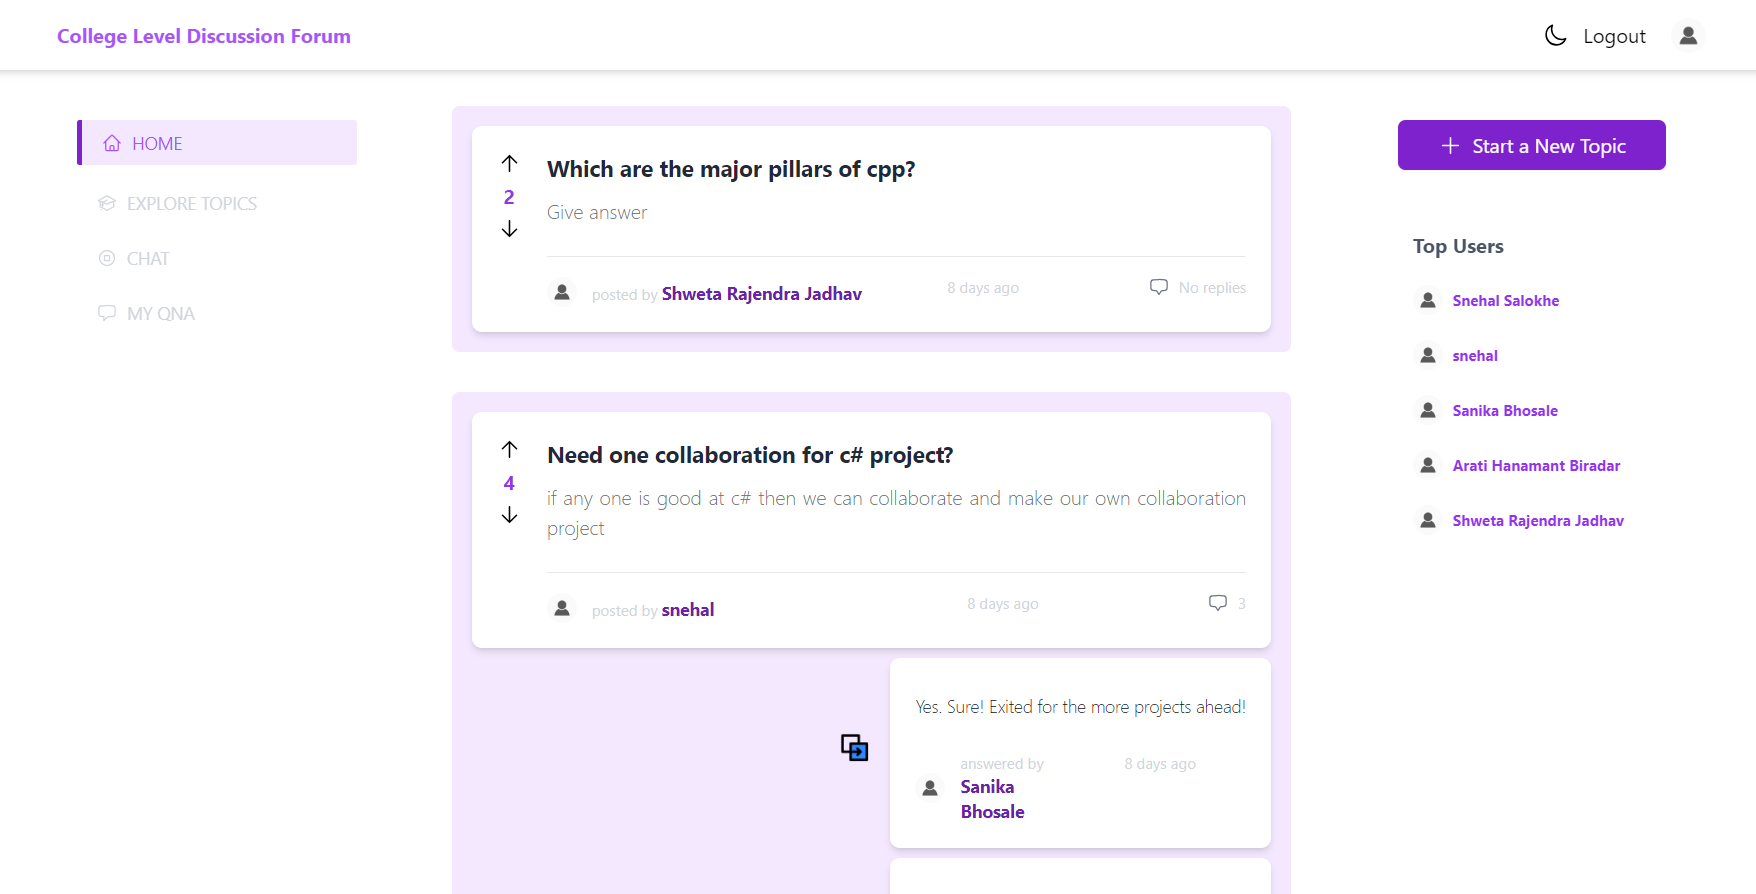 College Level Discussion Forum
Logout
HOME
EXPLORE TOPICS
CHAT
MY QNA
Which are the major pillars of cpp?
2
Give answer
posted by Shweta Rajendra Jadhav
8 days ago
No replies
Need one collaboration for c# project?
4
if any one is good at c# then we can collaborate and make our own collaboration
project
posted by snehal
8 days ago
3
Yes. Sure! Exited for the more projects ahead!
answered by
Sanika
Bhosale
8 days ago
Start a New Topic
Top Users
Snehal Salokhe
snehal
Sanika Bhosale
Arati Hanamant Biradar
Shweta Rajendra Jadhav